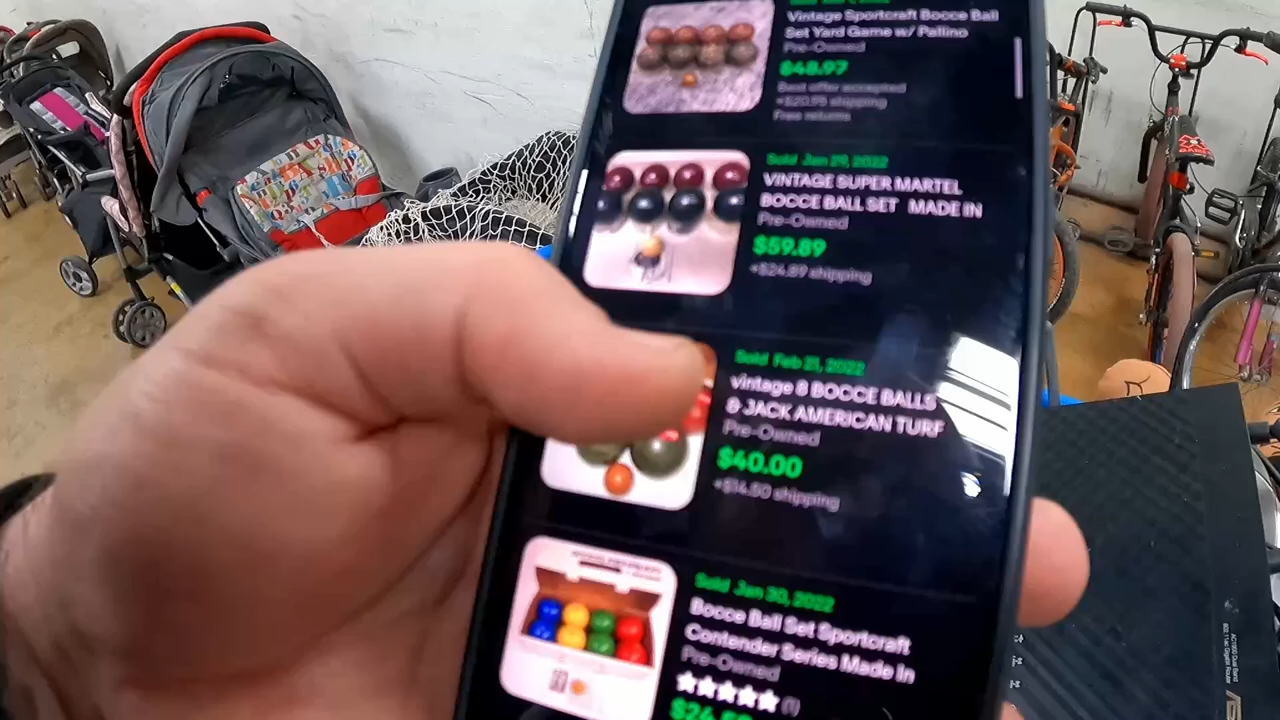 Vintage Sportcraft Bocce Ball
Set Yard Game w/ Pallino
Pre-Owned
$48.97
Best offer accepted
+$20.95 shipping
Free returns
Sold Jan 29, 2022
VINTAGE SUPER MARTEL
BOCCE BALL SET MADE IN
Pre-Owned
$59.89
+$24.89 shipping
Sold Feb 21, 2022
vintage 8 BOCCE BALLS
& JACK AMERICAN TURF
Pre-Owned
$40.00
+$14.50 shipping
Sold Jan 30, 2022
Bocce Ball Set Sportcraft
Contender Series Made In
Pre-Owned
(1)